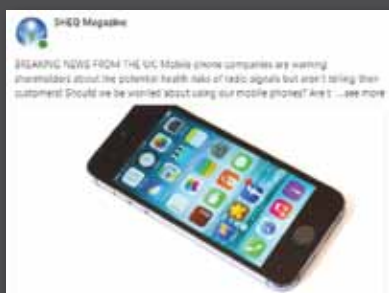 SHEQ Magazine
BREAKING NEWS FROM THE UK: Mobile phone companies are warning
shareholders about the potential health risks of radio signals but aren't telling their
customers! Should we be worried about using our mobile phones? Are t ...see more